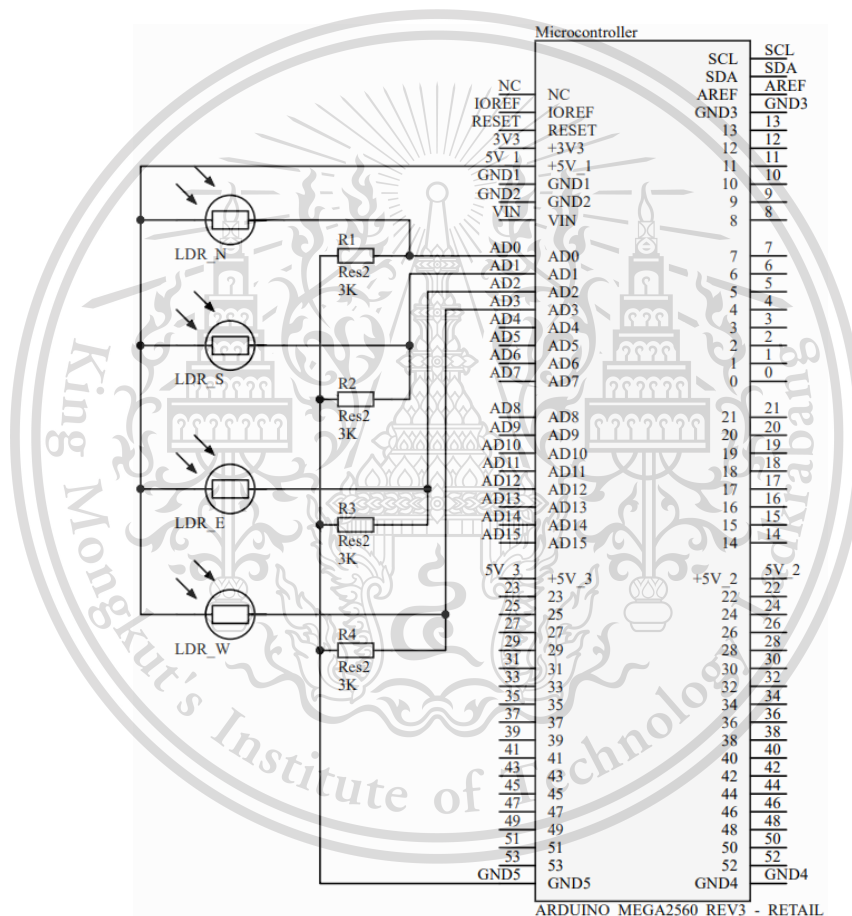 Microcontroller
NC NC
IOREF IOREF
RESET RESET
3V3 +3V3
5V_1 +5V_1
GND1 GND1
GND2 GND2
VIN VIN
AD0 AD0
AD1 AD1
AD2 AD2
AD3 AD3
AD4 AD4
AD5 AD5
AD6 AD6
AD7 AD7
AD8 AD8
AD9 AD9
AD10 AD10
AD11 AD11
AD12 AD12
AD13 AD13
AD14 AD14
AD15 AD15
5V_3 +5V_3
23 23
25 25
27 27
29 29
31 31
33 33
35 35
37 37
39 39
41 41
43 43
45 45
47 47
49 49
51 51
53 53
GND5 GND5
SCL SCL
SDA SDA
AREF AREF
GND3 GND3
13 13
12 12
11 11
10 10
9 9
8 8
7 7
6 6
5 5
4 4
3 3
2 2
1 1
0 0
21 21
20 20
19 19
18 18
17 17
16 16
15 15
14 14
+5V_2 5V_2
22 22
24 24
26 26
28 28
30 30
32 32
34 34
36 36
38 38
40 40
42 42
44 44
46 46
48 48
50 50
52 52
GND4 GND4
ARDUINO MEGA2560 REV3 - RETAIL
LDR_N
R1
Res2
3K
LDR_S
R2
Res2
3K
LDR_E
R3
Res2
3K
LDR_W
R4
Res2
3K
King Mongkut's Institute of Technology Ladkrabang